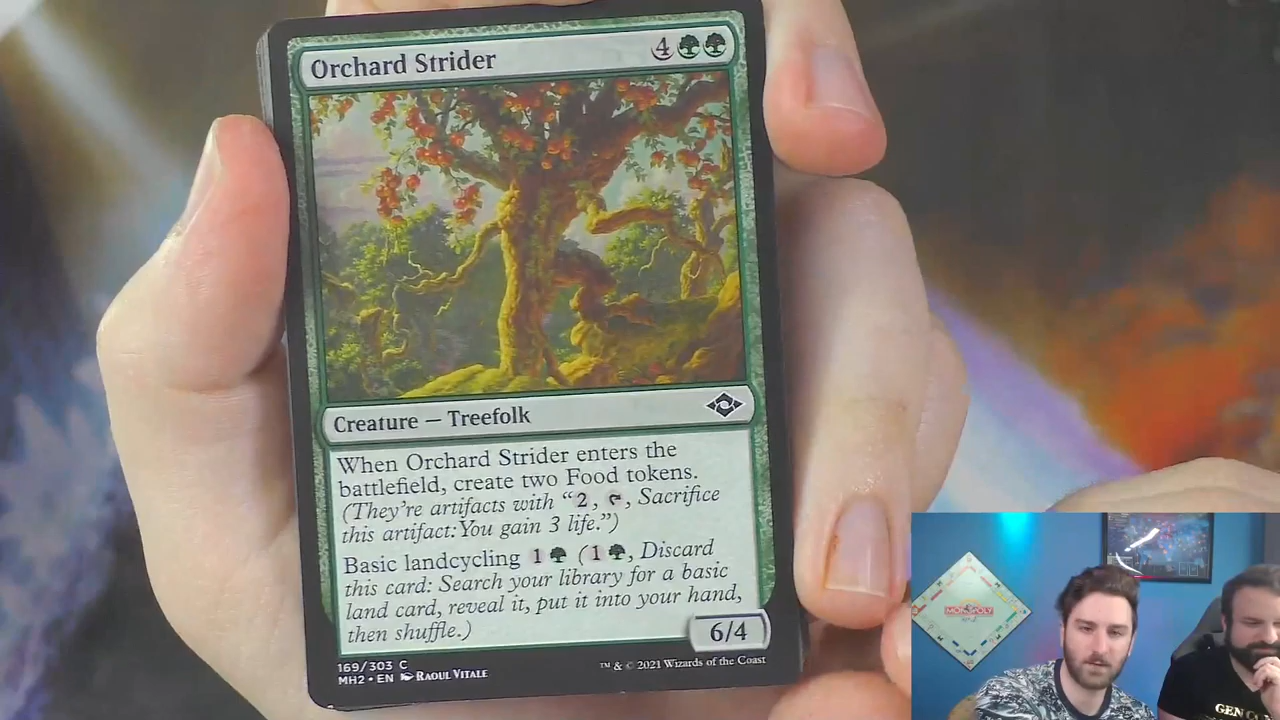 Orchard Strider
4
Creature — Treefolk
When Orchard Strider enters the
battlefield, create two Food tokens.
(They're artifacts with “2, , Sacrifice
this artifact: You gain 3 life.”)
Basic landcycling 1 (1 , Discard
this card: Search your library for a basic
land card, reveal it, put it into your hand,
then shuffle.)
6/4
169/303 C
MH2 • EN Raoul Vitale
™ & © 2021 Wizards of the Coast
MONOPOLY
GEN